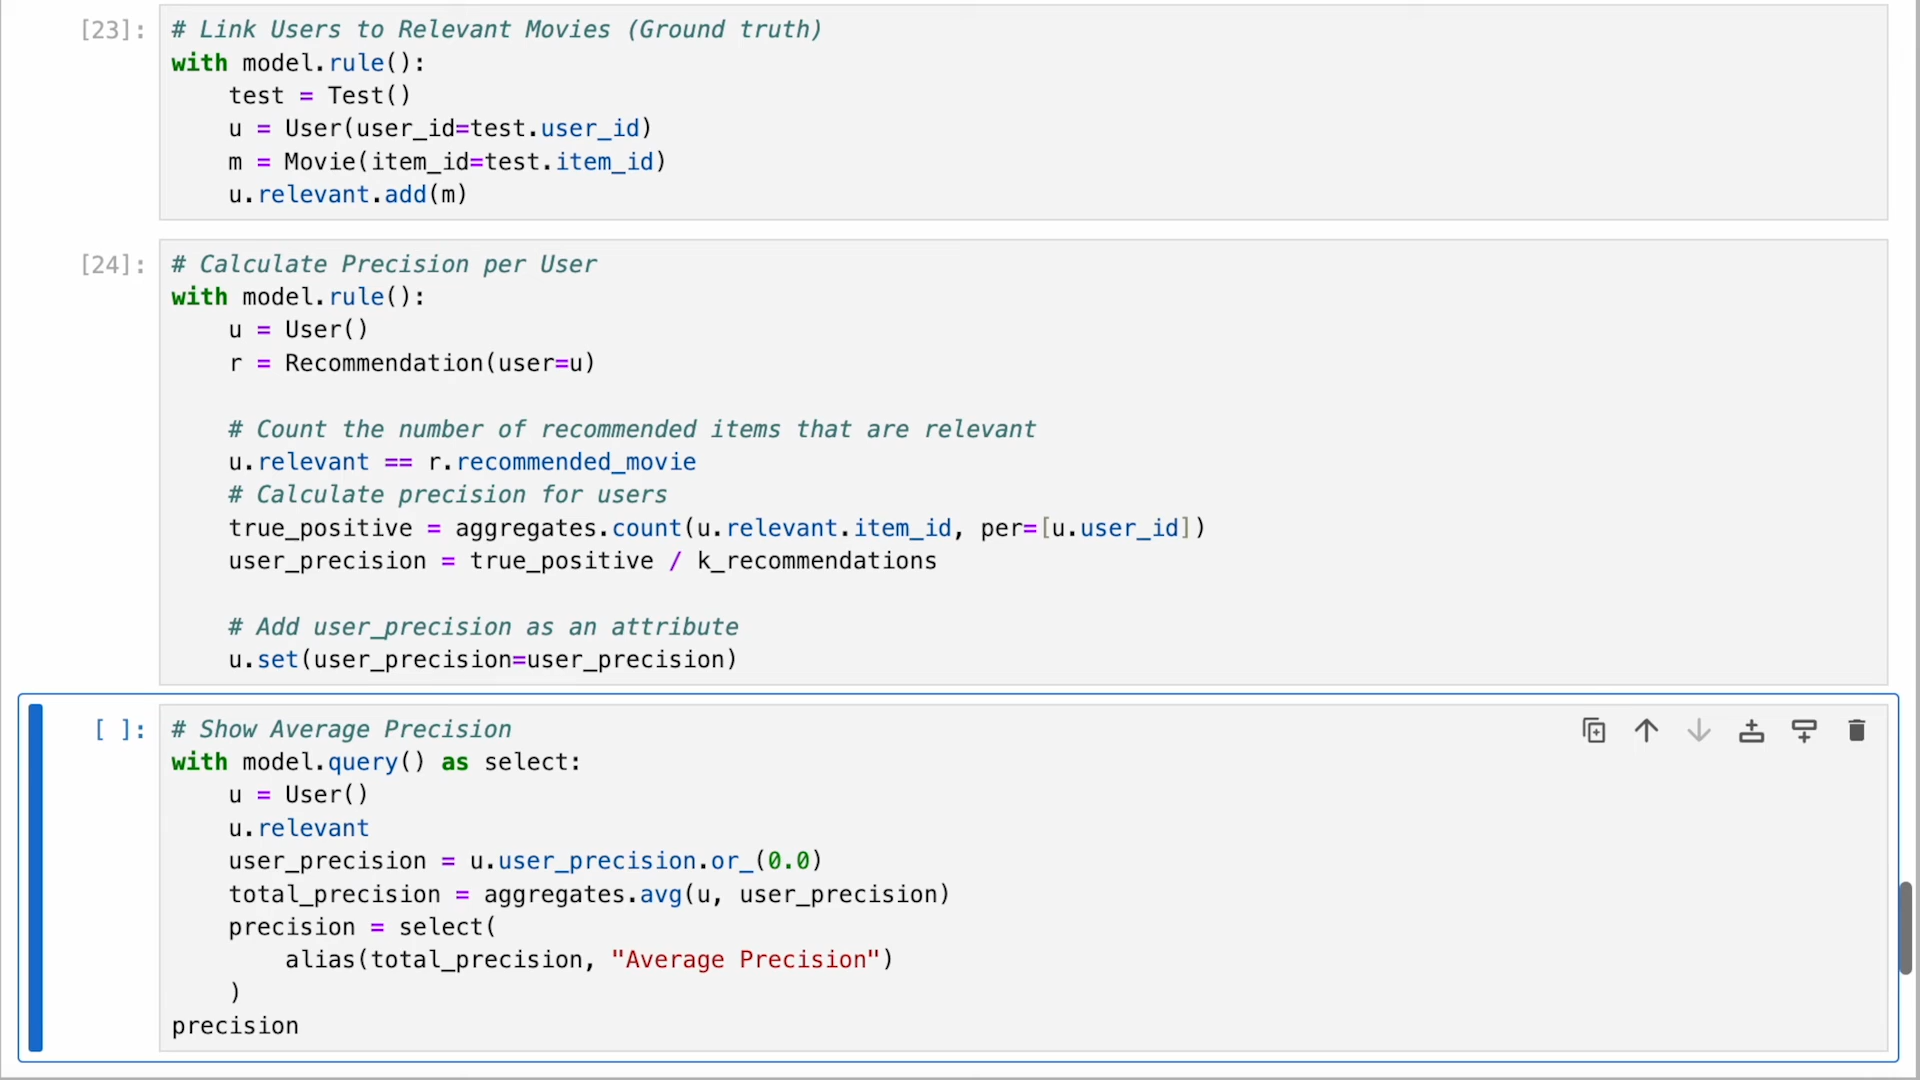 [23]: # Link Users to Relevant Movies (Ground truth)
with model.rule():
    test = Test()
    u = User(user_id=test.user_id)
    m = Movie(item_id=test.item_id)
    u.relevant.add(m)
[24]: # Calculate Precision per User
with model.rule():
    u = User()
    r = Recommendation(user=u)
    # Count the number of recommended items that are relevant
    u.relevant == r.recommended_movie
    # Calculate precision for users
    true_positive = aggregates.count(u.relevant.item_id, per=[u.user_id])
    user_precision = true_positive / k_recommendations
    # Add user_precision as an attribute
    u.set(user_precision=user_precision)
[ ]: # Show Average Precision
with model.query() as select:
    u = User()
    u.relevant
    user_precision = u.user_precision.or_(0.0)
    total_precision = aggregates.avg(u, user_precision)
    precision = select(
        alias(total_precision, "Average Precision")
    )
precision